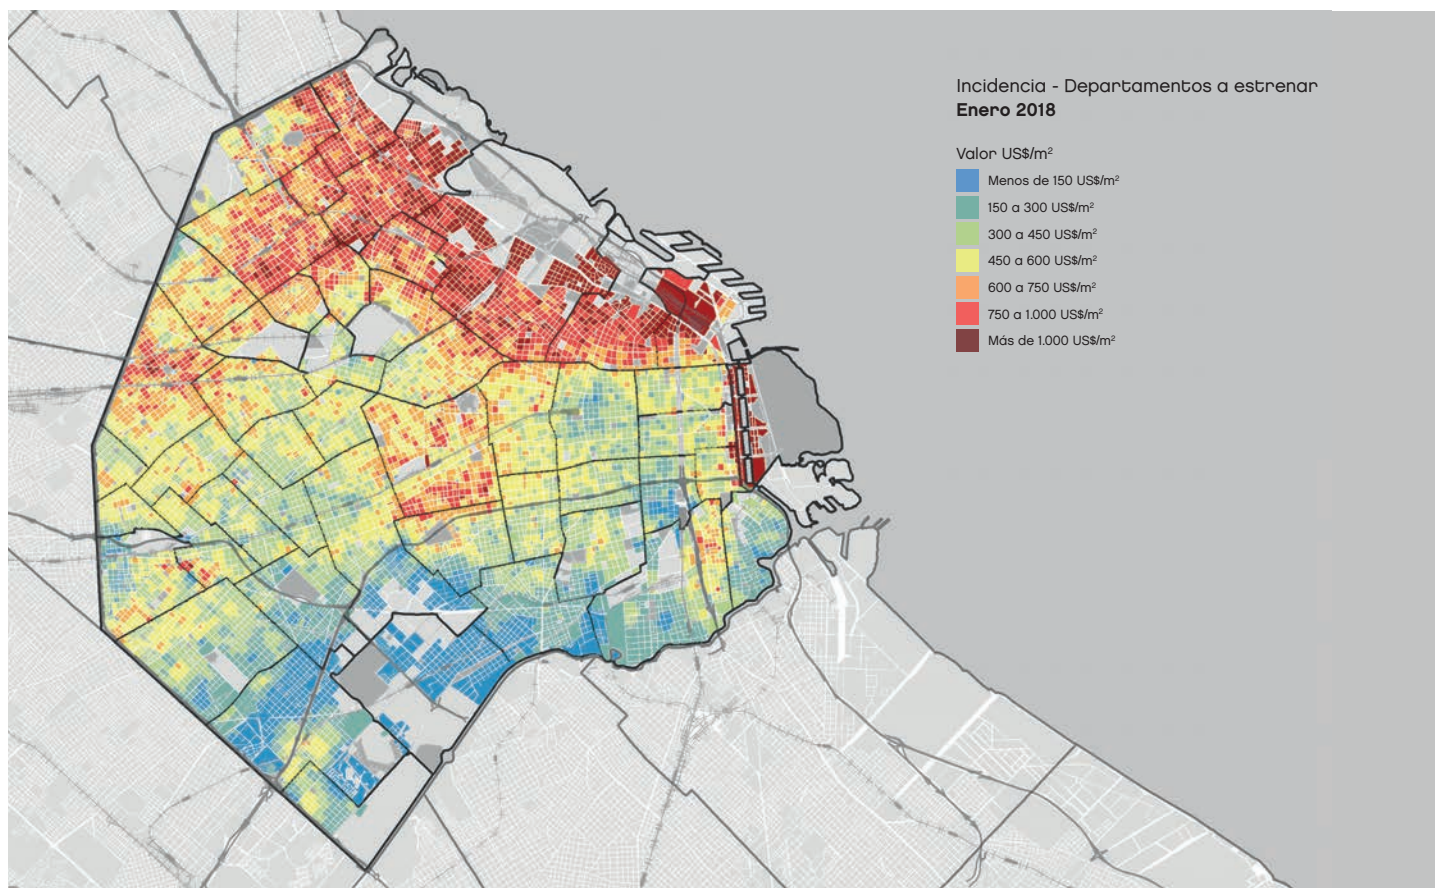 Incidencia - Departamentos a estrenar
Enero 2018
Valor US$/m²
Menos de 150 US$/m²
150 a 300 US$/m²
300 a 450 US$/m²
450 a 600 US$/m²
600 a 750 US$/m²
750 a 1.000 US$/m²
Más de 1.000 US$/m²